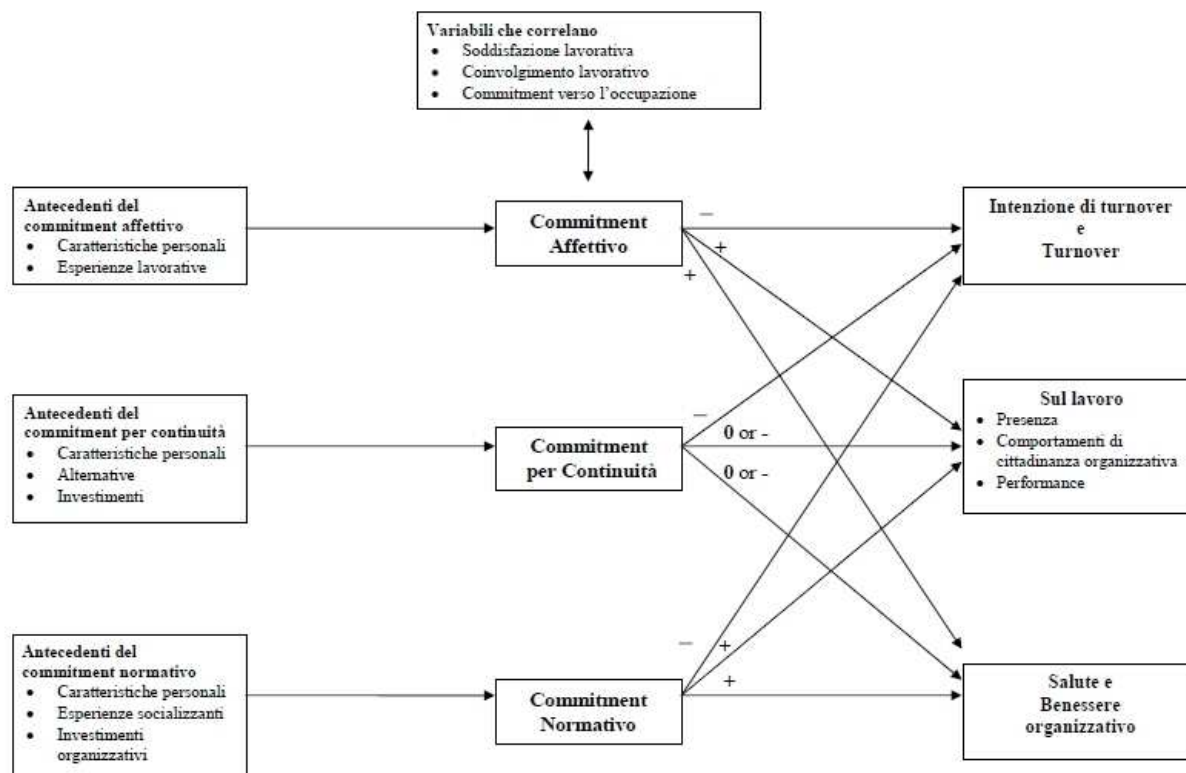 Variabili che correlano
• Soddisfazione lavorativa
• Coinvolgimento lavorativo
• Commitment verso l'occupazione
Antecedenti del
commitment affettivo
• Caratteristiche personali
• Esperienze lavorative
Commitment
Affettivo
–
+
+
Intenzione di turnover
e
Turnover
Antecedenti del
commitment per continuità
• Caratteristiche personali
• Alternative
• Investimenti
Commitment
per Continuità
–
0 or -
0 or -
Sul lavoro
• Presenza
• Comportamenti di
cittadinanza organizzativa
• Performance
Antecedenti del
commitment normativo
• Caratteristiche personali
• Esperienze socializzanti
• Investimenti
organizzativi
Commitment
Normativo
– +
+
Salute e
Benessere
organizzativo